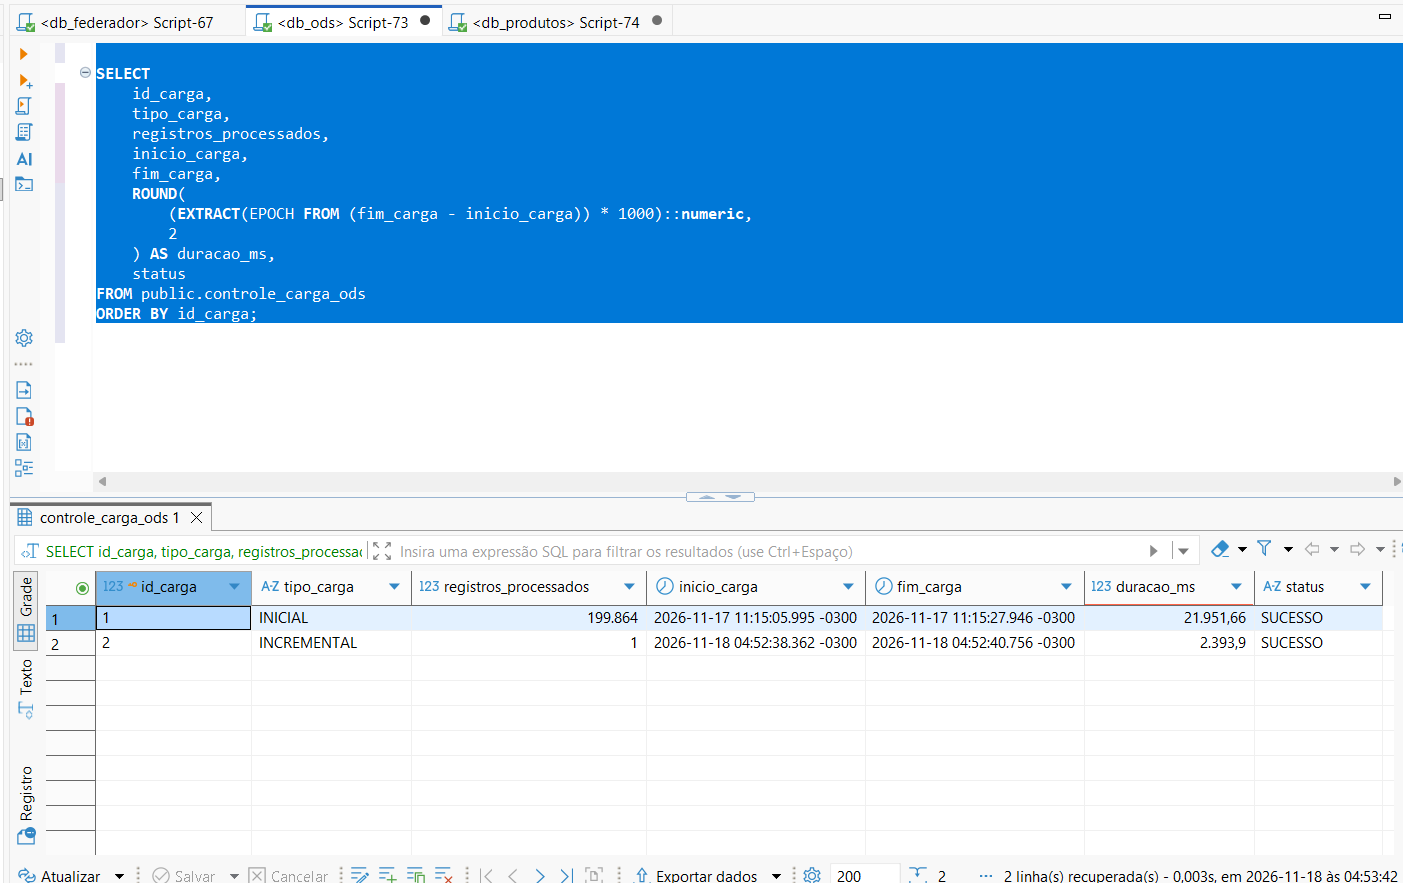 <db_federador> Script-67
<db_ods> Script-73
<db_produtos> Script-74
SELECT
id_carga,
tipo_carga,
registros_processados,
inicio_carga,
fim_carga,
ROUND(
(EXTRACT(EPOCH FROM (fim_carga - inicio_carga)) * 1000)::numeric,
2
) AS duracao_ms,
status
FROM public.controle_carga_ods
ORDER BY id_carga;
AI
controle_carga_ods 1
SELECT id_carga, tipo_carga, registros_processa
Insira uma expressão SQL para filtrar os resultados (use Ctrl+Espaço)
Grade
Texto
Registro
123 id_carga A-Z tipo_carga 123 registros_processados inicio_carga fim_carga 123 duracao_ms A-Z status
1 1 INICIAL 199.864 2026-11-17 11:15:05.995 -0300 2026-11-17 11:15:27.946 -0300 21.951,66 SUCESSO
2 2 INCREMENTAL 1 2026-11-18 04:52:38.362 -0300 2026-11-18 04:52:40.756 -0300 2.393,9 SUCESSO
Atualizar Salvar Cancelar Exportar dados 200 2 ... 2 linha(s) recuperada(s) - 0,003s, em 2026-11-18 às 04:53:42